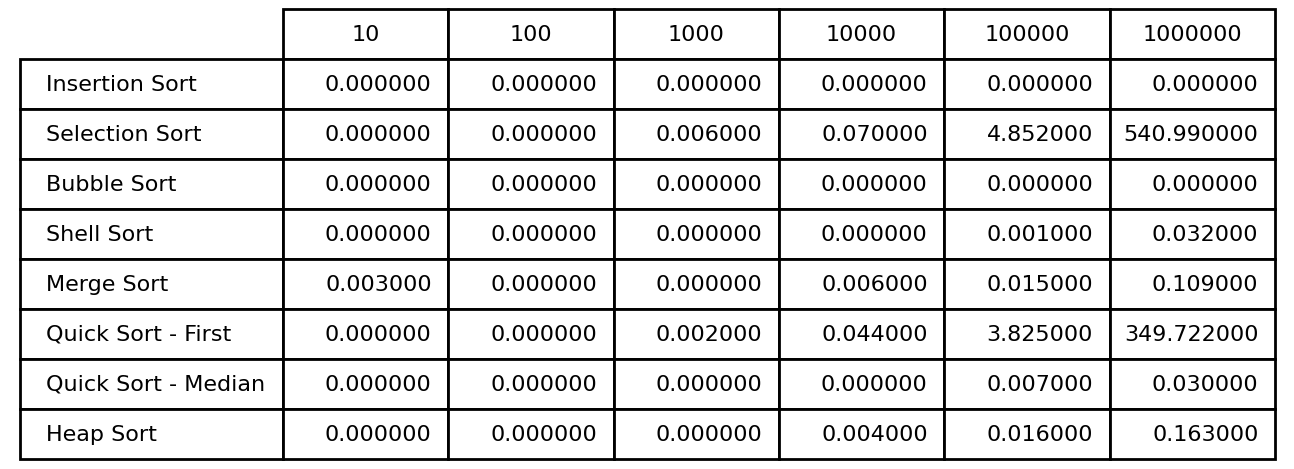 10 100 1000 10000 100000 1000000
Insertion Sort 0.000000 0.000000 0.000000 0.000000 0.000000 0.000000
Selection Sort 0.000000 0.000000 0.006000 0.070000 4.852000 540.990000
Bubble Sort 0.000000 0.000000 0.000000 0.000000 0.000000 0.000000
Shell Sort 0.000000 0.000000 0.000000 0.000000 0.001000 0.032000
Merge Sort 0.003000 0.000000 0.000000 0.006000 0.015000 0.109000
Quick Sort - First 0.000000 0.000000 0.002000 0.044000 3.825000 349.722000
Quick Sort - Median 0.000000 0.000000 0.000000 0.000000 0.007000 0.030000
Heap Sort 0.000000 0.000000 0.000000 0.004000 0.016000 0.163000